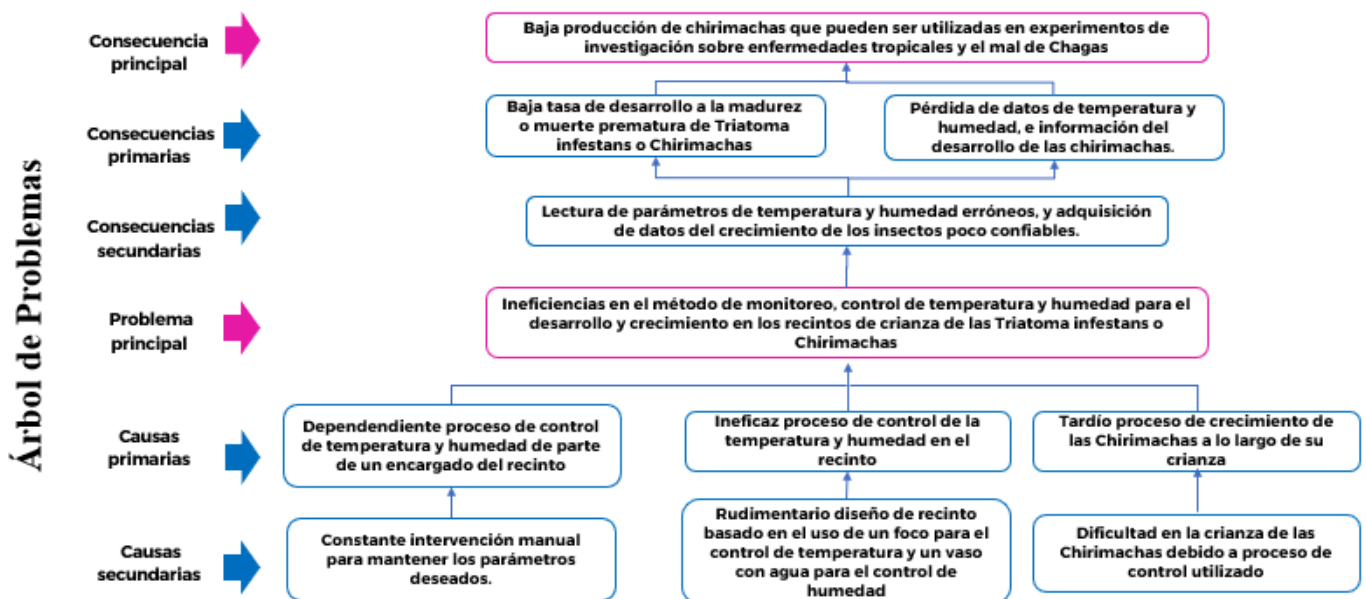 Árbol de Problemas
Consecuencia
principal
Baja producción de chirimachas que pueden ser utilizadas en experimentos de
investigación sobre enfermedades tropicales y el mal de Chagas
Consecuencias
primarias
Baja tasa de desarrollo a la madurez
o muerte prematura de Triatoma
infestans o Chirimachas
Pérdida de datos de temperatura y
humedad, e información del
desarrollo de las chirimachas.
Consecuencias
secundarias
Lectura de parámetros de temperatura y humedad erróneos, y adquisición
de datos del crecimiento de los insectos poco confiables.
Problema
principal
Ineficiencias en el método de monitoreo, control de temperatura y humedad para el
desarrollo y crecimiento en los recintos de crianza de las Triatoma infestans o
Chirimachas
Causas
primarias
Dependendiente proceso de control
de temperatura y humedad de parte
de un encargado del recinto
Ineficaz proceso de control de la
temperatura y humedad en el
recinto
Tardío proceso de crecimiento de
las Chirimachas a lo largo de su
crianza
Causas
secundarias
Constante intervención manual
para mantener los parámetros
deseados.
Rudimentario diseño de recinto
basado en el uso de un foco para el
control de temperatura y un vaso
con agua para el control de
humedad
Dificultad en la crianza de las
Chirimachas debido a proceso de
control utilizado